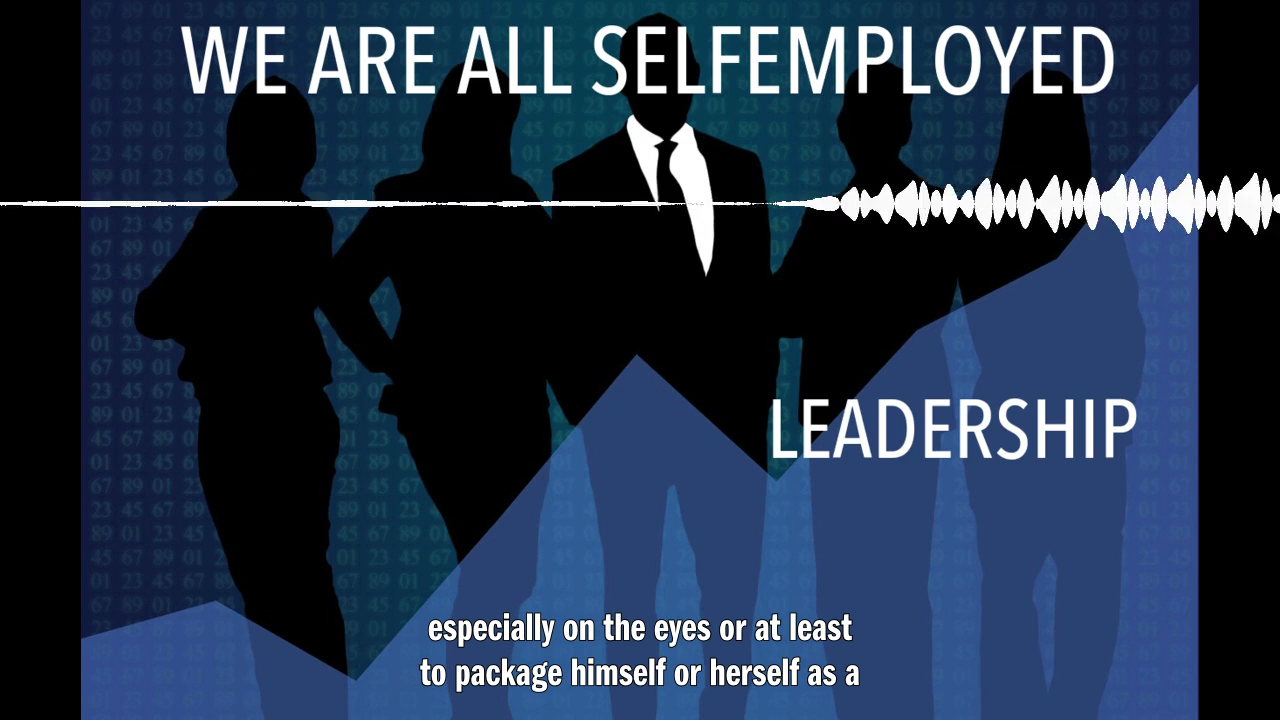 WE ARE ALL SELFEMPLOYED
LEADERSHIP
especially on the eyes or at least
to package himself or herself as a